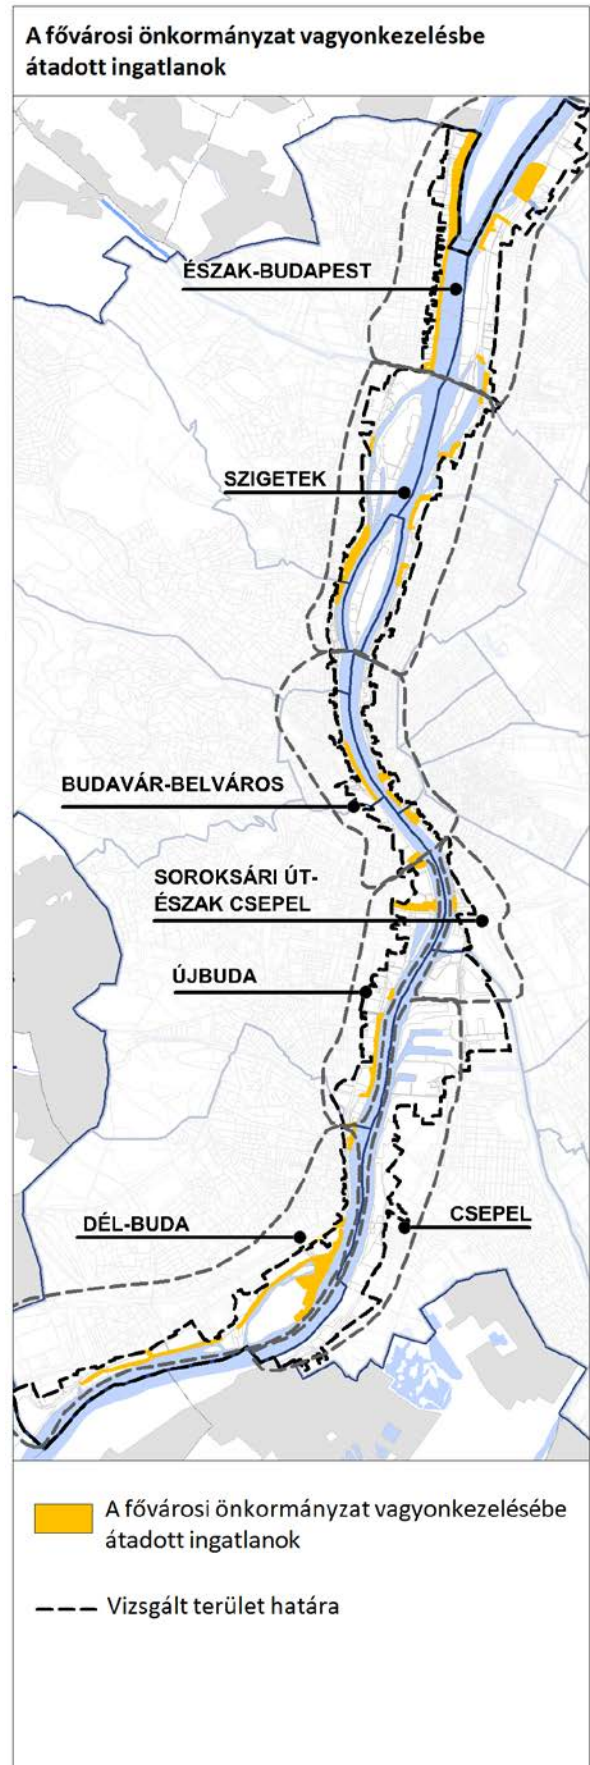 A fővárosi önkormányzat vagyonkezelésbe
átadott ingatlanok
ÉSZAK-BUDAPEST
SZIGETEK
BUDAVÁR-BELVÁROS
SOROKSÁRI ÚT-
ÉSZAK CSEPEL
ÚJBUDA
DÉL-BUDA
CSEPEL
A fővárosi önkormányzat vagyonkezelésébe
átadott ingatlanok
Vizsgált terület határa